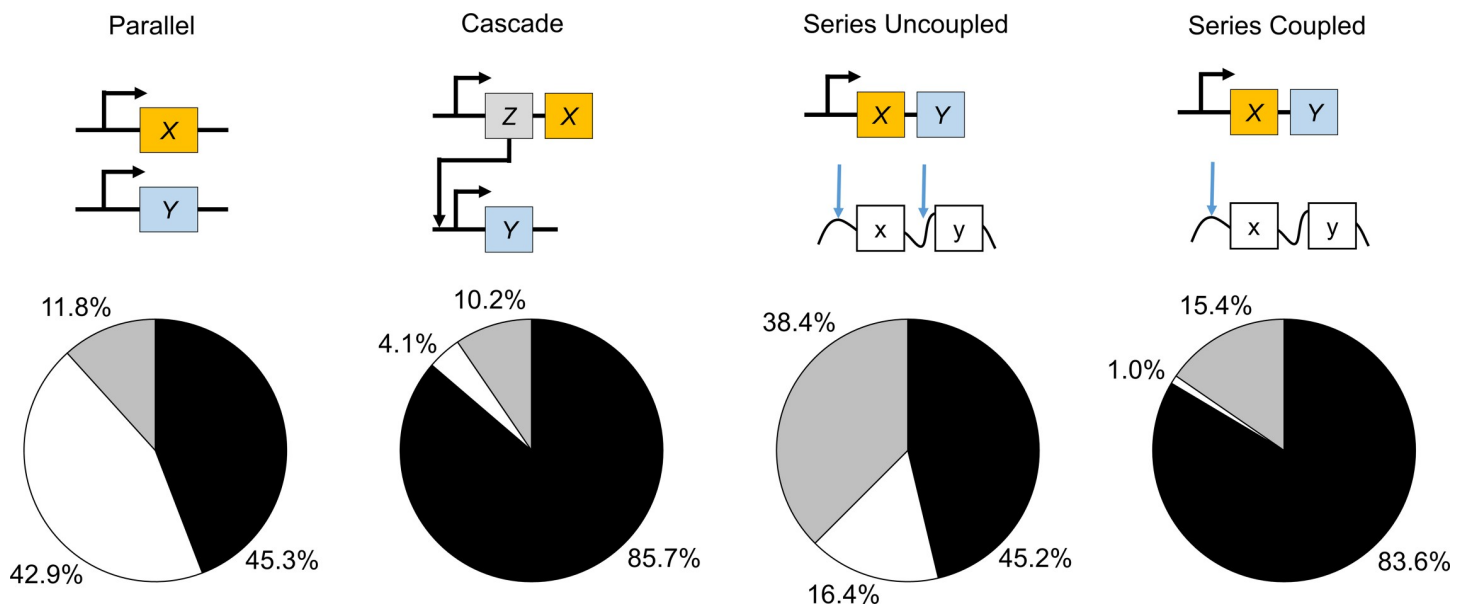 Parallel
X
Y
11.8%
42.9%
45.3%
Cascade
Z X
Y
10.2%
4.1%
85.7%
Series Uncoupled
X Y
x y
38.4%
16.4%
45.2%
Series Coupled
X Y
x y
15.4%
1.0%
83.6%